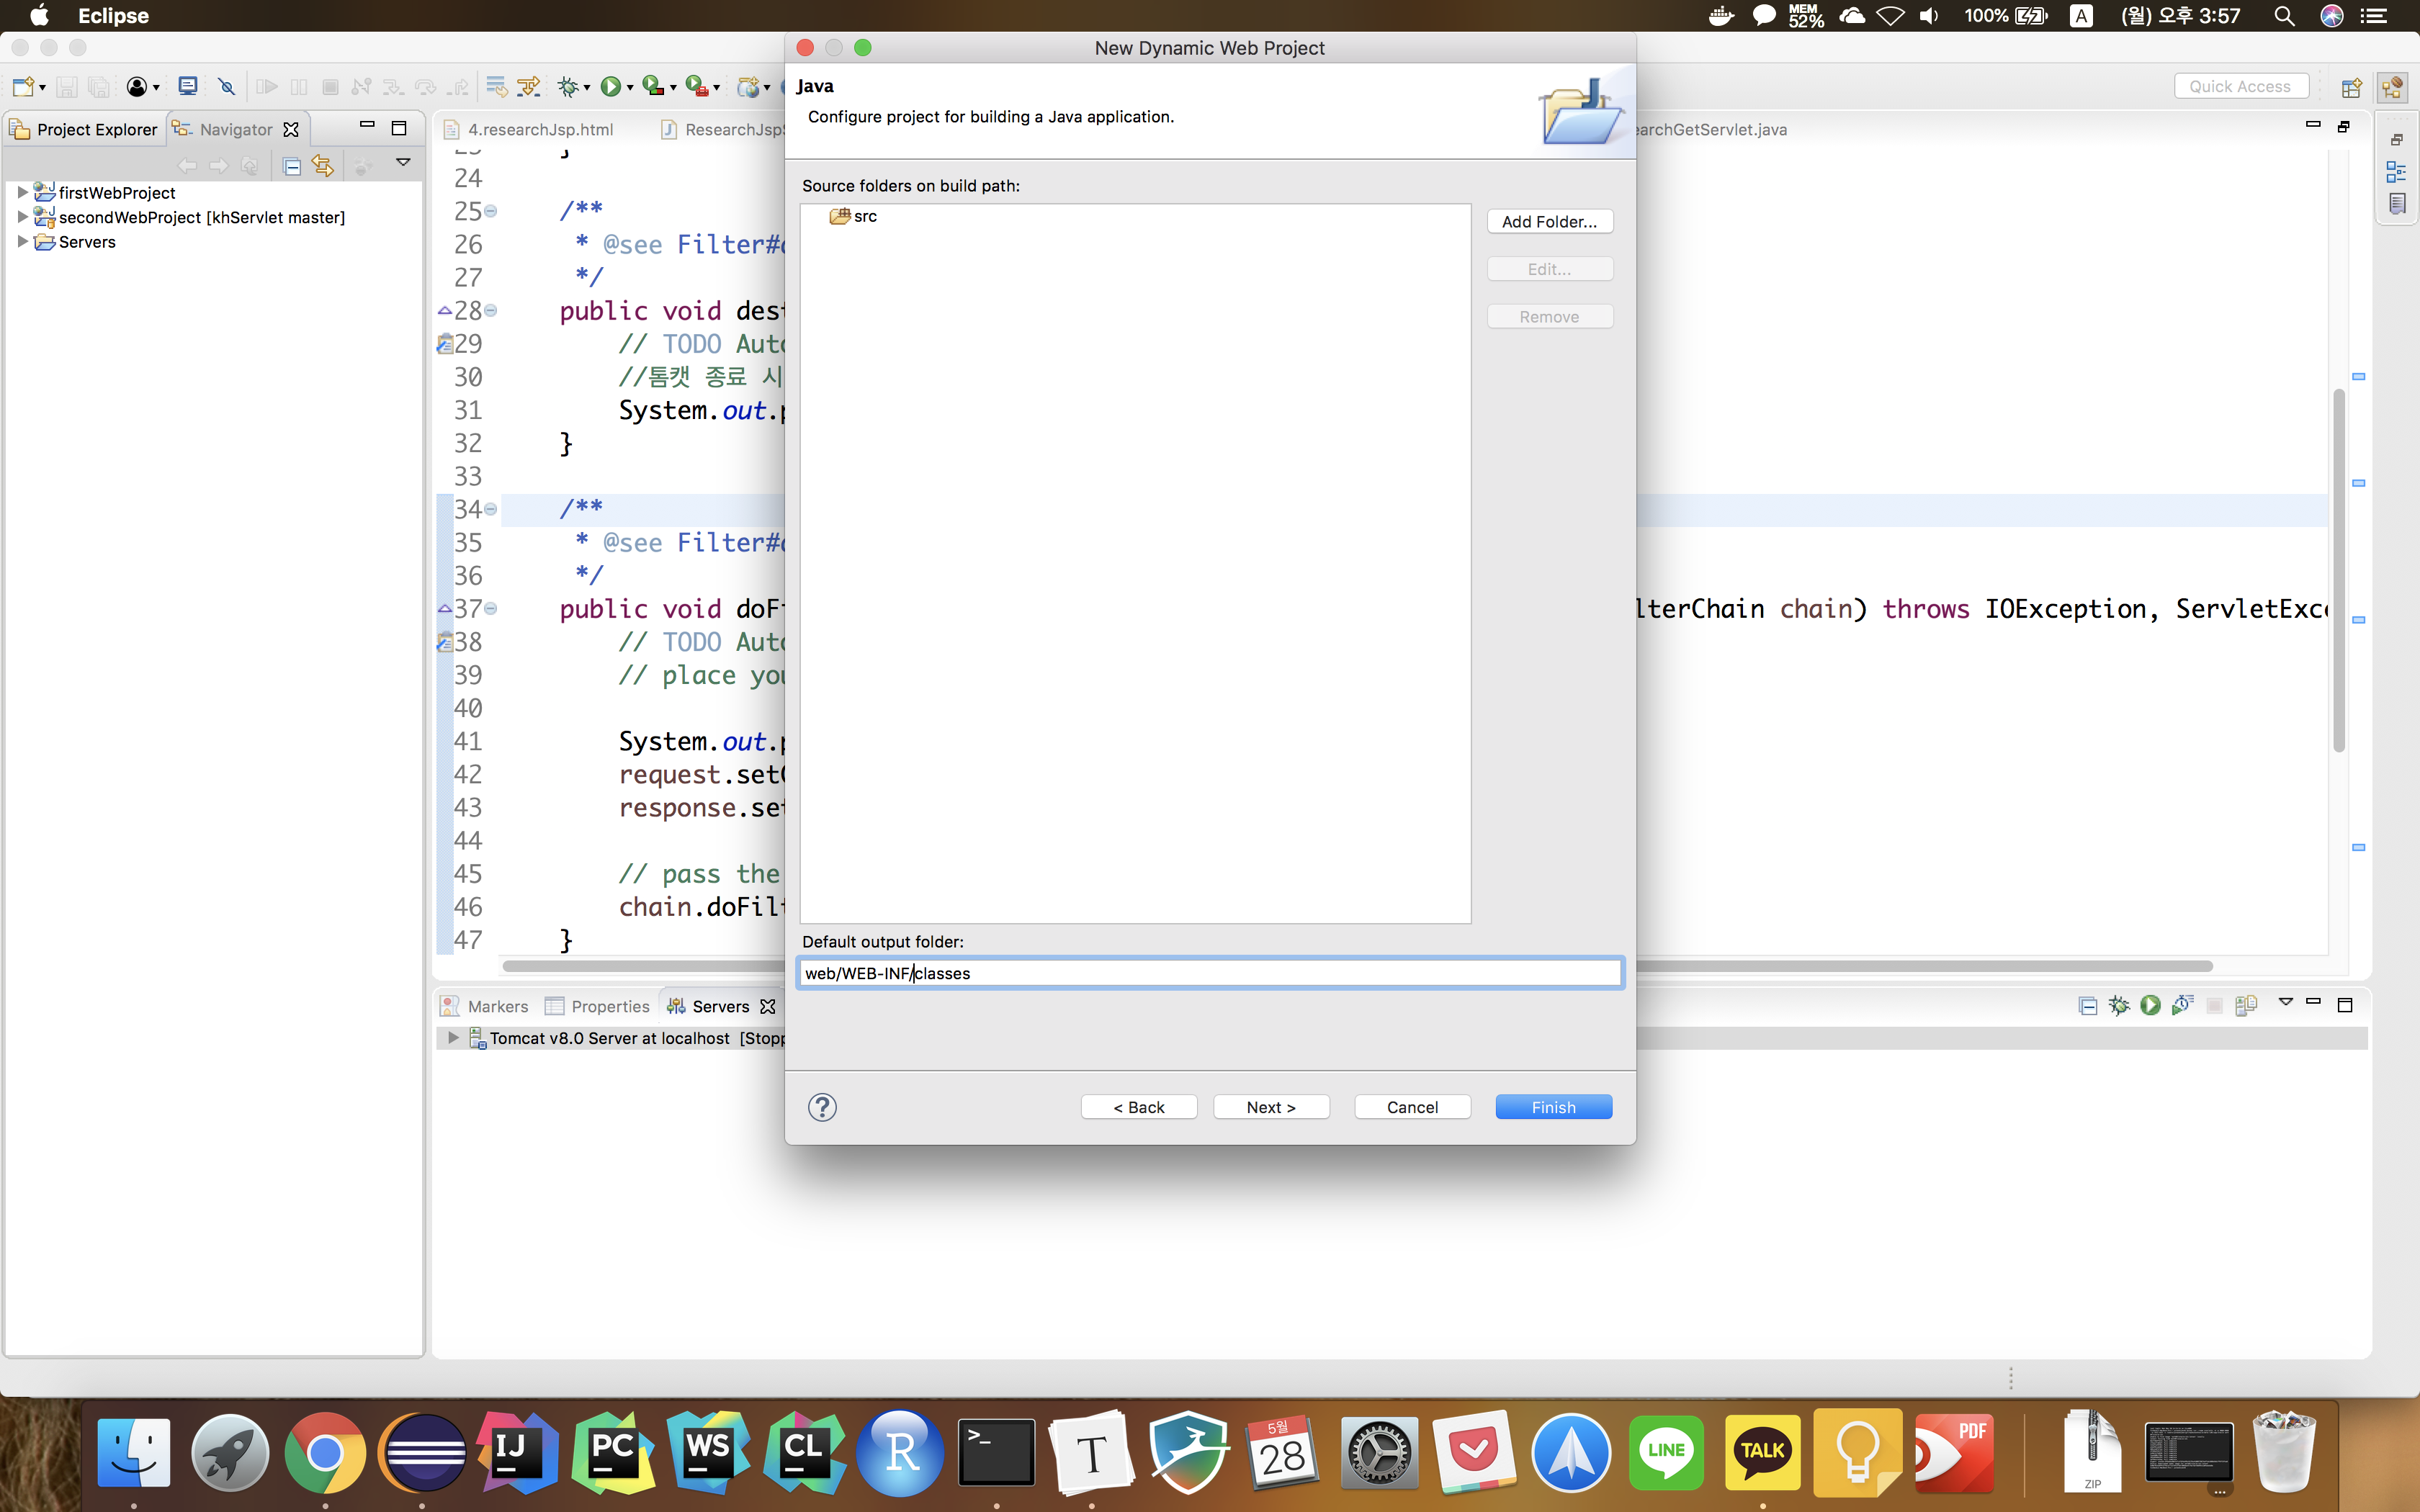 Eclipse
MEM
52%
100%
A
(월) 오후 3:57
New Dynamic Web Project
Quick Access
Project Explorer
Navigator
firstWebProject
secondWebProject [khServlet master]
Servers
4.researchJsp.html
ResearchJsp
archGetServlet.java
}
24
25 /**
26 * @see Filter#
27 */
28 public void dest
29 // TODO Auto
30 //톰캣 종료 시
31 System.out.p
32 }
33
34 /**
35 * @see Filter#
36 */
37 public void doF
lterChain chain) throws IOException, ServletExc
38 // TODO Auto
39 // place you
40
41 System.out.p
42 request.set
43 response.set
44
45 // pass the
46 chain.doFilt
47 }
Java
Configure project for building a Java application.
Source folders on build path:
src
Add Folder...
Edit...
Remove
Default output folder:
web/WEB-INF/classes
< Back
Next >
Cancel
Finish
Markers
Properties
Servers
Tomcat v8.0 Server at localhost [Stopp
IJ
PC
WS
CL
R
>_
T
5월
28
LINE
TALK
PDF
ZIP